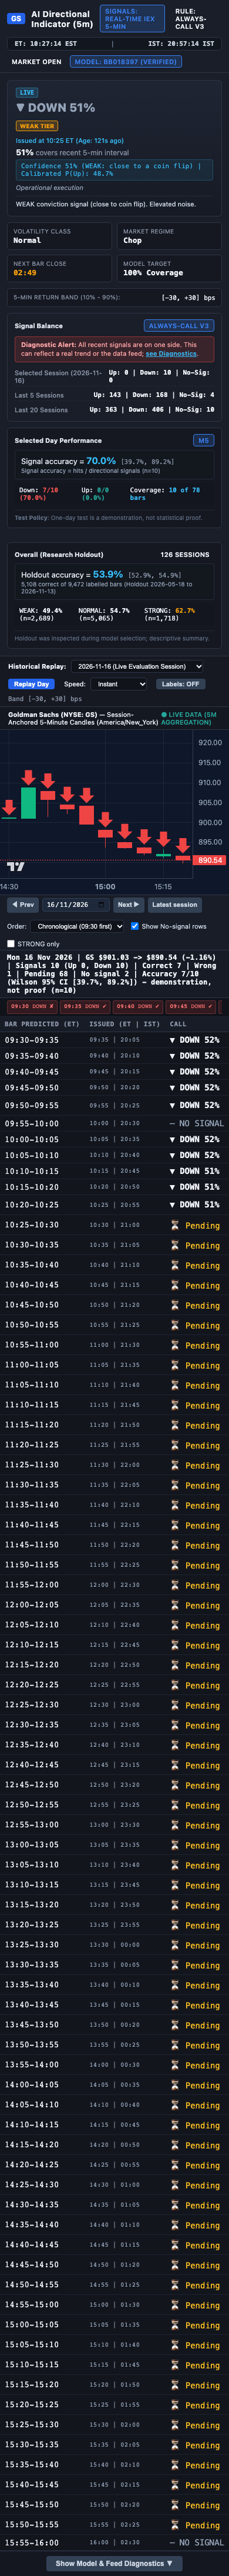 GS
AI Directional
Indicator (5m)
SIGNALS:
REAL-TIME IEX
5-MIN
RULE:
ALWAYS-
CALL V3
ET: 10:27:14 EST | IST: 20:57:14 IST
MARKET OPEN MODEL: BB018397 (VERIFIED)
LIVE
▼ DOWN 51%
WEAK TIER
Issued at 10:25 ET (Age: 121s ago)
51% covers recent 5-min interval
Confidence 51% (WEAK: close to a coin flip) |
Calibrated P(Up): 48.7%
Operational execution
WEAK conviction signal (close to coin flip). Elevated noise.
VOLATILITY CLASS
Normal
MARKET REGIME
Chop
NEXT BAR CLOSE
02:49
MODEL TARGET
100% Coverage
5-MIN RETURN BAND (10% - 90%): [-30, +30] bps
Signal Balance ALWAYS-CALL V3
Diagnostic Alert: All recent signals are on one side. This
can reflect a real trend or the data feed; see Diagnostics.
Selected Session (2026-11-
16)
Up: 0 | Down: 10 | No-Sig:
0
Last 5 Sessions Up: 143 | Down: 168 | No-Sig: 4
Last 20 Sessions Up: 363 | Down: 406 | No-Sig: 10
Selected Day Performance M5
Signal accuracy = 70.0% [39.7%, 89.2%]
Signal accuracy = hits / directional signals (n=10)
Down: 7/10
(70.0%)
Up: 0/0
(0.0%)
Coverage: 10 of 78
bars
Test Policy: One-day test is a demonstration, not statistical proof.
Overall (Research Holdout) 126 SESSIONS
Holdout accuracy = 53.9% [52.9%, 54.9%]
5,108 correct of 9,472 labelled bars (Holdout 2026-05-18 to
2026-11-13)
WEAK: 49.4%
(n=2,689)
NORMAL: 54.7%
(n=5,065)
STRONG: 62.7%
(n=1,718)
Holdout was inspected during model selection; descriptive summary.
Historical Replay: 2026-11-16 (Live Evaluation Session)
Replay Day Speed: Instant Labels: OFF
Band [-30, +30] bps
Goldman Sachs (NYSE: GS) — Session-
Anchored 5-Minute Candles (America/New_York)
● LIVE DATA (5M
AGGREGATION)
920.00
915.00
910.00
905.00
900.00
895.00
890.54
14:30 15:00 15:15
◀ Prev 16/11/2026 Next ▶ Latest session
Order: Chronological (09:30 first) Show No-signal rows
STRONG only
Mon 16 Nov 2026 | GS $901.03 -> $890.54 (-1.16%)
| Signals 10 (Up 0, Down 10) | Correct 7 | Wrong
1 | Pending 68 | No signal 2 | Accuracy 7/10
(Wilson 95% CI [39.7%, 89.2%]) - demonstration,
not proof (n=10)
09:30 DOWN ✘ 09:35 DOWN ✓ 09:40 DOWN ✓ 09:45 DOWN ✓
BAR PREDICTED (ET) ISSUED (ET | IST) CALL
09:30-09:35 09:35 | 20:05 ▼ DOWN 52%
09:35-09:40 09:40 | 20:10 ▼ DOWN 52%
09:40-09:45 09:45 | 20:15 ▼ DOWN 52%
09:45-09:50 09:50 | 20:20 ▼ DOWN 52%
09:50-09:55 09:55 | 20:25 ▼ DOWN 52%
09:55-10:00 10:00 | 20:30 — NO SIGNAL
10:00-10:05 10:05 | 20:35 ▼ DOWN 52%
10:05-10:10 10:10 | 20:40 ▼ DOWN 52%
10:10-10:15 10:15 | 20:45 ▼ DOWN 51%
10:15-10:20 10:20 | 20:50 ▼ DOWN 51%
10:20-10:25 10:25 | 20:55 ▼ DOWN 51%
10:25-10:30 10:30 | 21:00 ⏳ Pending
10:30-10:35 10:35 | 21:05 ⏳ Pending
10:35-10:40 10:40 | 21:10 ⏳ Pending
10:40-10:45 10:45 | 21:15 ⏳ Pending
10:45-10:50 10:50 | 21:20 ⏳ Pending
10:50-10:55 10:55 | 21:25 ⏳ Pending
10:55-11:00 11:00 | 21:30 ⏳ Pending
11:00-11:05 11:05 | 21:35 ⏳ Pending
11:05-11:10 11:10 | 21:40 ⏳ Pending
11:10-11:15 11:15 | 21:45 ⏳ Pending
11:15-11:20 11:20 | 21:50 ⏳ Pending
11:20-11:25 11:25 | 21:55 ⏳ Pending
11:25-11:30 11:30 | 22:00 ⏳ Pending
11:30-11:35 11:35 | 22:05 ⏳ Pending
11:35-11:40 11:40 | 22:10 ⏳ Pending
11:40-11:45 11:45 | 22:15 ⏳ Pending
11:45-11:50 11:50 | 22:20 ⏳ Pending
11:50-11:55 11:55 | 22:25 ⏳ Pending
11:55-12:00 12:00 | 22:30 ⏳ Pending
12:00-12:05 12:05 | 22:35 ⏳ Pending
12:05-12:10 12:10 | 22:40 ⏳ Pending
12:10-12:15 12:15 | 22:45 ⏳ Pending
12:15-12:20 12:20 | 22:50 ⏳ Pending
12:20-12:25 12:25 | 22:55 ⏳ Pending
12:25-12:30 12:30 | 23:00 ⏳ Pending
12:30-12:35 12:35 | 23:05 ⏳ Pending
12:35-12:40 12:40 | 23:10 ⏳ Pending
12:40-12:45 12:45 | 23:15 ⏳ Pending
12:45-12:50 12:50 | 23:20 ⏳ Pending
12:50-12:55 12:55 | 23:25 ⏳ Pending
12:55-13:00 13:00 | 23:30 ⏳ Pending
13:00-13:05 13:05 | 23:35 ⏳ Pending
13:05-13:10 13:10 | 23:40 ⏳ Pending
13:10-13:15 13:15 | 23:45 ⏳ Pending
13:15-13:20 13:20 | 23:50 ⏳ Pending
13:20-13:25 13:25 | 23:55 ⏳ Pending
13:25-13:30 13:30 | 00:00 ⏳ Pending
13:30-13:35 13:35 | 00:05 ⏳ Pending
13:35-13:40 13:40 | 00:10 ⏳ Pending
13:40-13:45 13:45 | 00:15 ⏳ Pending
13:45-13:50 13:50 | 00:20 ⏳ Pending
13:50-13:55 13:55 | 00:25 ⏳ Pending
13:55-14:00 14:00 | 00:30 ⏳ Pending
14:00-14:05 14:05 | 00:35 ⏳ Pending
14:05-14:10 14:10 | 00:40 ⏳ Pending
14:10-14:15 14:15 | 00:45 ⏳ Pending
14:15-14:20 14:20 | 00:50 ⏳ Pending
14:20-14:25 14:25 | 00:55 ⏳ Pending
14:25-14:30 14:30 | 01:00 ⏳ Pending
14:30-14:35 14:35 | 01:05 ⏳ Pending
14:35-14:40 14:40 | 01:10 ⏳ Pending
14:40-14:45 14:45 | 01:15 ⏳ Pending
14:45-14:50 14:50 | 01:20 ⏳ Pending
14:50-14:55 14:55 | 01:25 ⏳ Pending
14:55-15:00 15:00 | 01:30 ⏳ Pending
15:00-15:05 15:05 | 01:35 ⏳ Pending
15:05-15:10 15:10 | 01:40 ⏳ Pending
15:10-15:15 15:15 | 01:45 ⏳ Pending
15:15-15:20 15:20 | 01:50 ⏳ Pending
15:20-15:25 15:25 | 01:55 ⏳ Pending
15:25-15:30 15:30 | 02:00 ⏳ Pending
15:30-15:35 15:35 | 02:05 ⏳ Pending
15:35-15:40 15:40 | 02:10 ⏳ Pending
15:40-15:45 15:45 | 02:15 ⏳ Pending
15:45-15:50 15:50 | 02:20 ⏳ Pending
15:50-15:55 15:55 | 02:25 ⏳ Pending
15:55-16:00 16:00 | 02:30 — NO SIGNAL
Show Model & Feed Diagnostics ▼